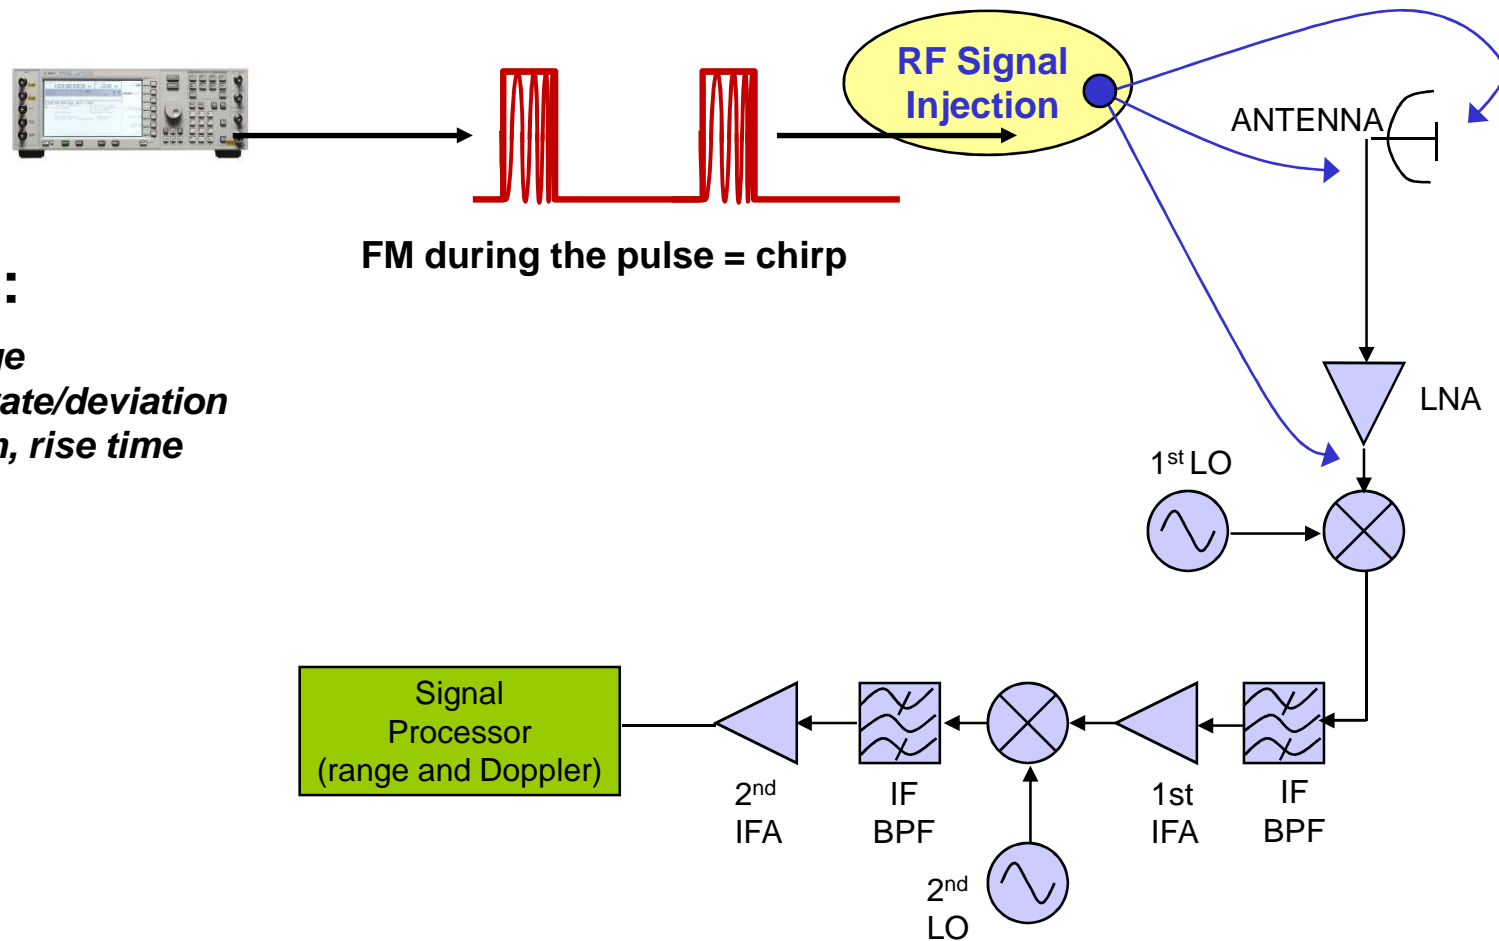 RF Signal
Injection
ANTENNA
FM during the pulse = chirp
:
rate/deviation
, rise time
LNA
1st LO
Signal
Processor
(range and Doppler)
2nd
IFA
IF
BPF
1st
IFA
IF
BPF
2nd
LO